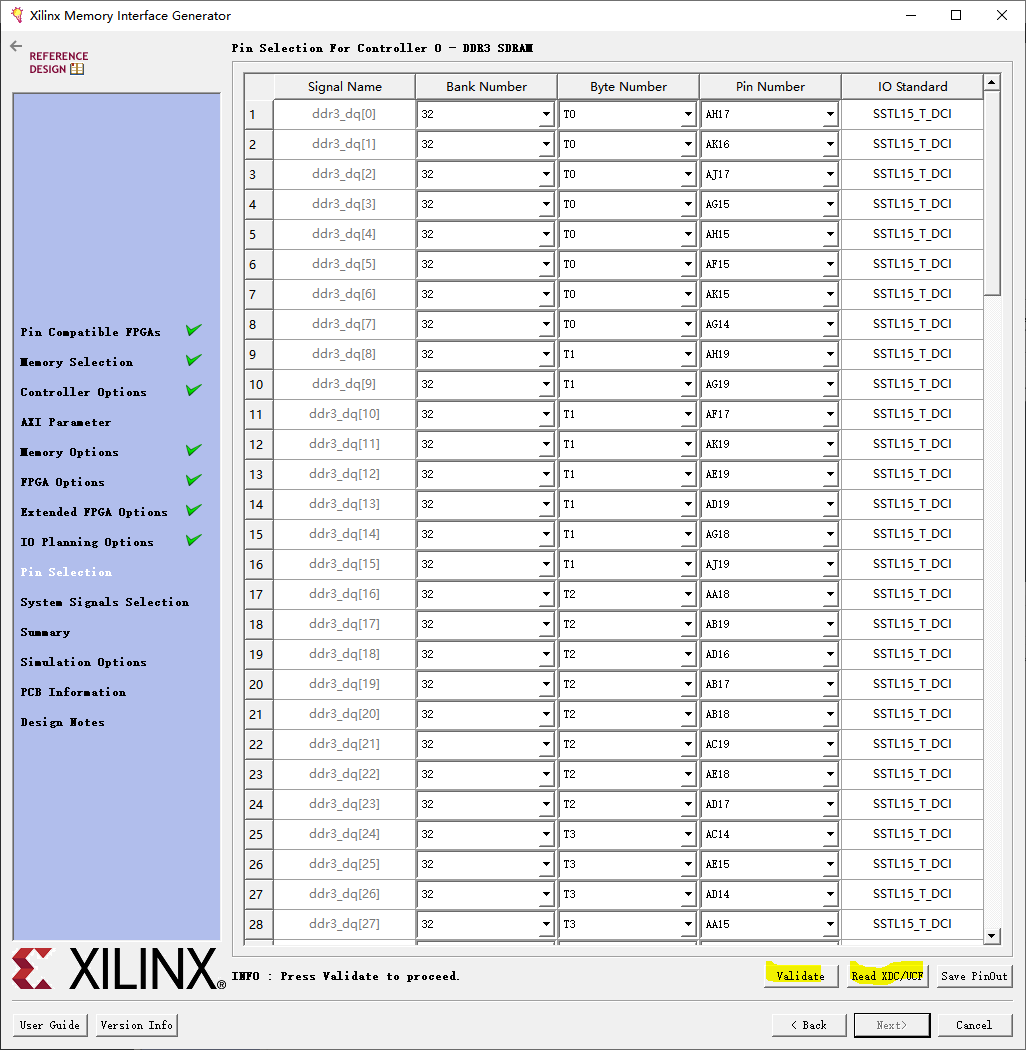 Xilinx Memory Interface Generator
REFERENCE
DESIGN
Pin Selection For Controller 0 - DDR3 SDRAM
Pin Compatible FPGAs
Memory Selection
Controller Options
AXI Parameter
Memory Options
FPGA Options
Extended FPGA Options
IO Planning Options
Pin Selection
System Signals Selection
Summary
Simulation Options
PCB Information
Design Notes
Signal Name Bank Number Byte Number Pin Number IO Standard
1 ddr3_dq[0] 32 T0 AH17 SSTL15_T_DCI
2 ddr3_dq[1] 32 T0 AK16 SSTL15_T_DCI
3 ddr3_dq[2] 32 T0 AJ17 SSTL15_T_DCI
4 ddr3_dq[3] 32 T0 AG15 SSTL15_T_DCI
5 ddr3_dq[4] 32 T0 AH15 SSTL15_T_DCI
6 ddr3_dq[5] 32 T0 AF15 SSTL15_T_DCI
7 ddr3_dq[6] 32 T0 AK15 SSTL15_T_DCI
8 ddr3_dq[7] 32 T0 AG14 SSTL15_T_DCI
9 ddr3_dq[8] 32 T1 AH19 SSTL15_T_DCI
10 ddr3_dq[9] 32 T1 AG19 SSTL15_T_DCI
11 ddr3_dq[10] 32 T1 AF17 SSTL15_T_DCI
12 ddr3_dq[11] 32 T1 AK19 SSTL15_T_DCI
13 ddr3_dq[12] 32 T1 AE19 SSTL15_T_DCI
14 ddr3_dq[13] 32 T1 AD19 SSTL15_T_DCI
15 ddr3_dq[14] 32 T1 AG18 SSTL15_T_DCI
16 ddr3_dq[15] 32 T1 AJ19 SSTL15_T_DCI
17 ddr3_dq[16] 32 T2 AA18 SSTL15_T_DCI
18 ddr3_dq[17] 32 T2 AB19 SSTL15_T_DCI
19 ddr3_dq[18] 32 T2 AD16 SSTL15_T_DCI
20 ddr3_dq[19] 32 T2 AB17 SSTL15_T_DCI
21 ddr3_dq[20] 32 T2 AB18 SSTL15_T_DCI
22 ddr3_dq[21] 32 T2 AC19 SSTL15_T_DCI
23 ddr3_dq[22] 32 T2 AE18 SSTL15_T_DCI
24 ddr3_dq[23] 32 T2 AD17 SSTL15_T_DCI
25 ddr3_dq[24] 32 T3 AC14 SSTL15_T_DCI
26 ddr3_dq[25] 32 T3 AE15 SSTL15_T_DCI
27 ddr3_dq[26] 32 T3 AD14 SSTL15_T_DCI
28 ddr3_dq[27] 32 T3 AA15 SSTL15_T_DCI
XILINX®
INFO : Press Validate to proceed.
Validate Read XDC/UCF Save PinOut
User Guide Version Info < Back Next> Cancel